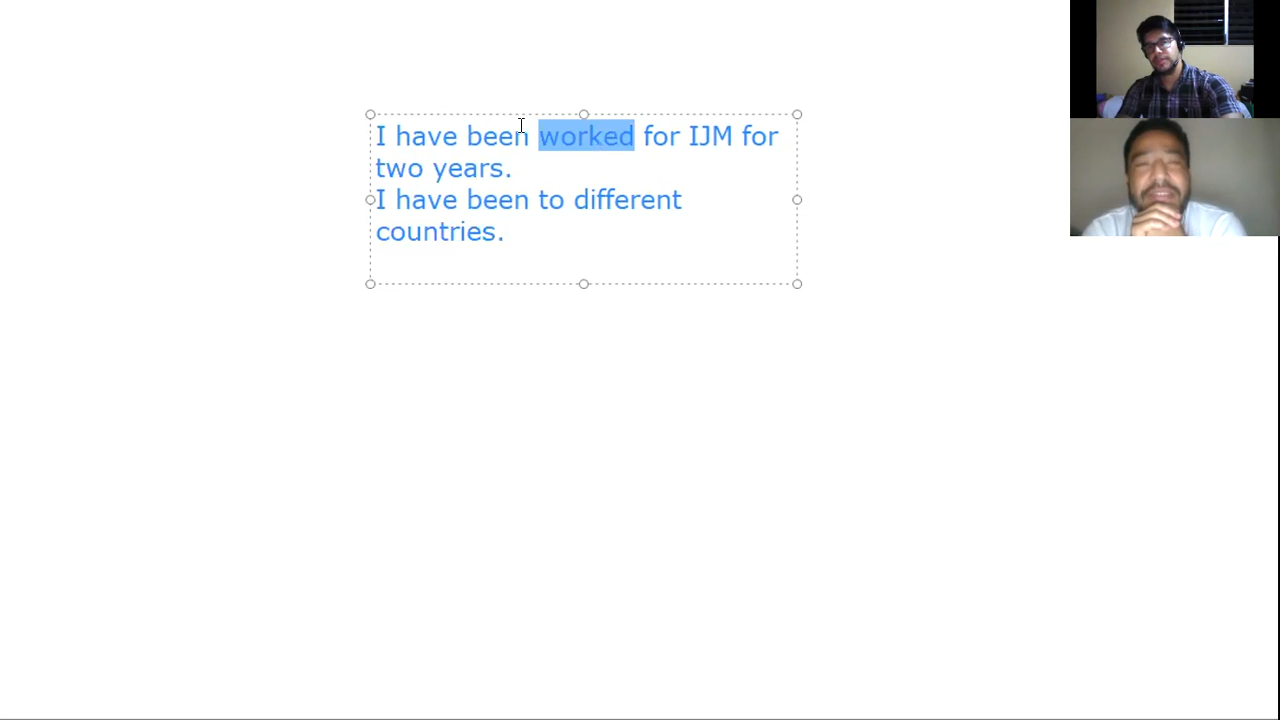 I have been worked for IJM for
two years.
I have been to different
countries.